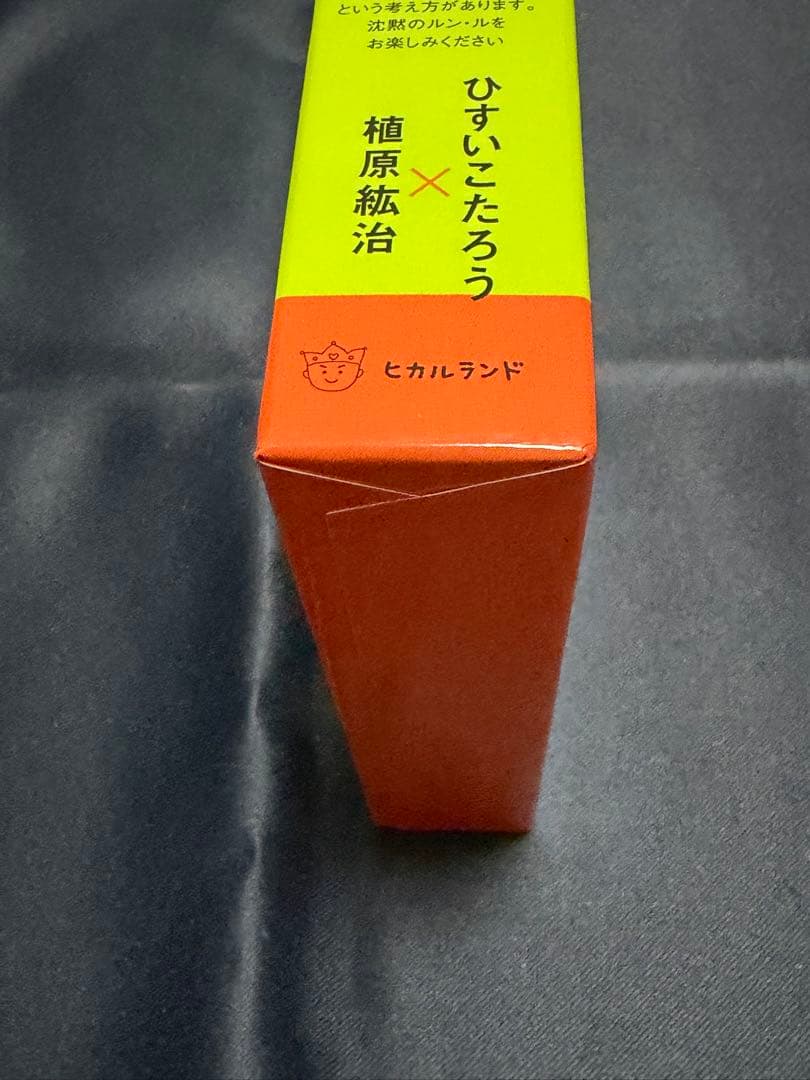 という考え方があります。
沈黙のルン・ルを
お楽しみください
ひすいこたろう
×
植原紘治
ヒカルランド